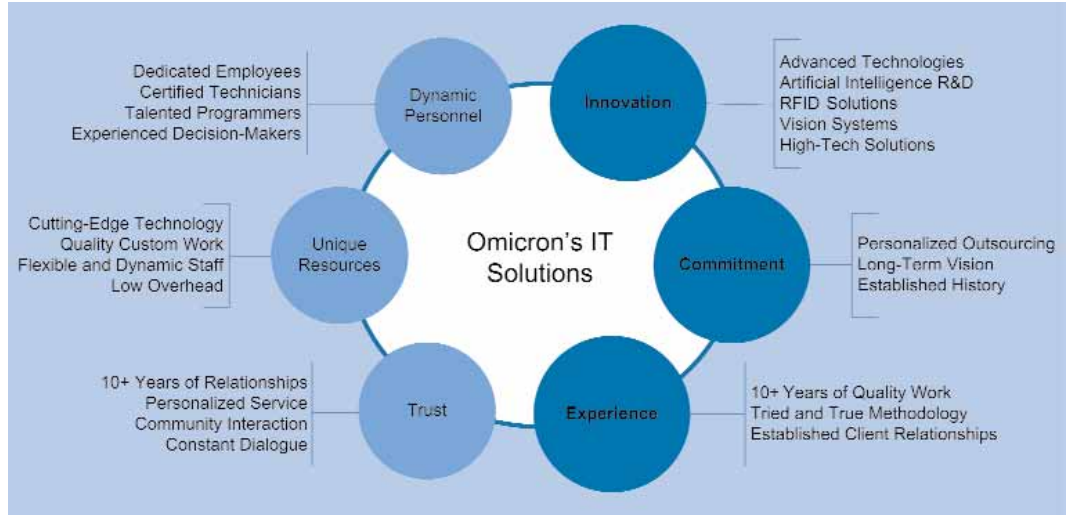 Omicron's IT
Solutions
Dynamic
Personnel
Dedicated Employees
Certified Technicians
Talented Programmers
Experienced Decision-Makers
Innovation
Advanced Technologies
Artificial Intelligence R&D
RFID Solutions
Vision Systems
High-Tech Solutions
Unique
Resources
Cutting-Edge Technology
Quality Custom Work
Flexible and Dynamic Staff
Low Overhead
Commitment
Personalized Outsourcing
Long-Term Vision
Established History
Trust
10+ Years of Relationships
Personalized Service
Community Interaction
Constant Dialogue
Experience
10+ Years of Quality Work
Tried and True Methodology
Established Client Relationships